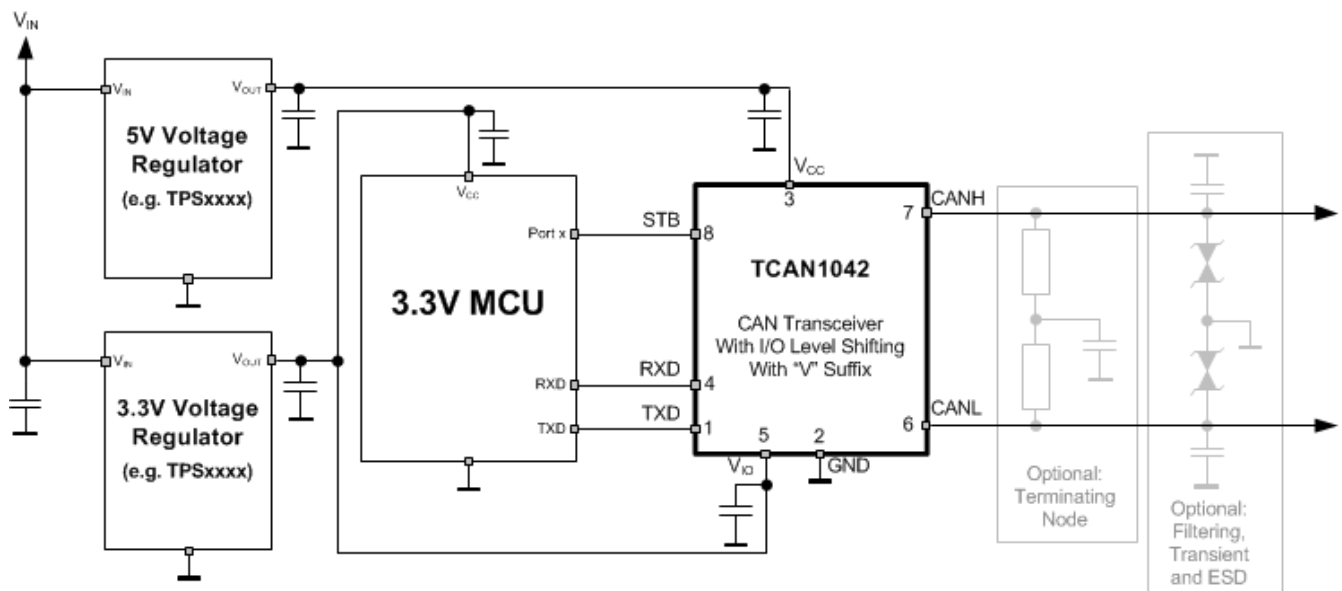 VIN
VIN
VOUT
5V Voltage
Regulator
(e.g. TPSxxxx)
VIN
VOUT
3.3V Voltage
Regulator
(e.g. TPSxxxx)
VCC
Port x
3.3V MCU
RXD
TXD
STB
RXD
TXD
VCC
3
8
7
CANH
TCAN1042
CAN Transceiver
With I/O Level Shifting
With “V” Suffix
4
1
5
2
6
CANL
VIO
GND
Optional:
Terminating
Node
Optional:
Filtering,
Transient
and ESD